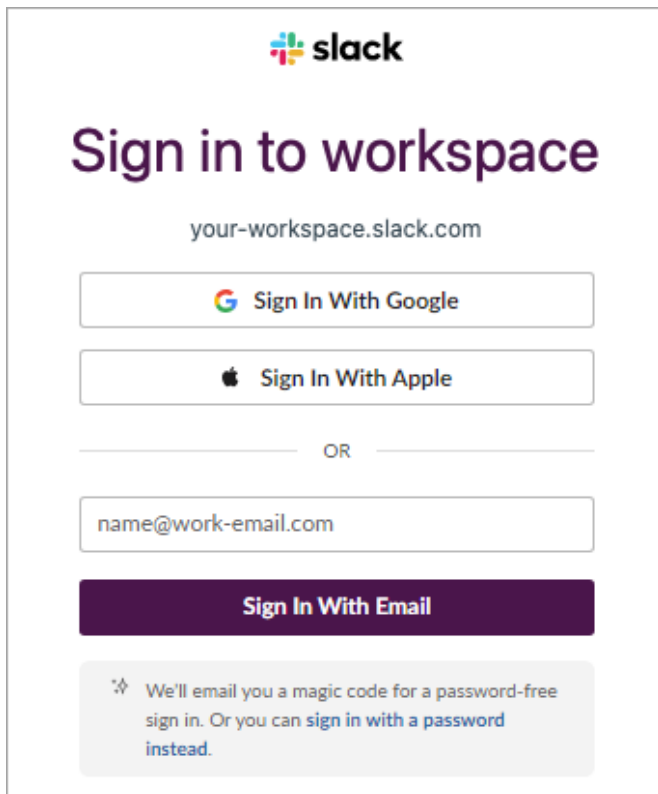 slack
Sign in to workspace
your-workspace.slack.com
Sign In With Google
Sign In With Apple
OR
name@work-email.com
Sign In With Email
We'll email you a magic code for a password-free
sign in. Or you can sign in with a password
instead.